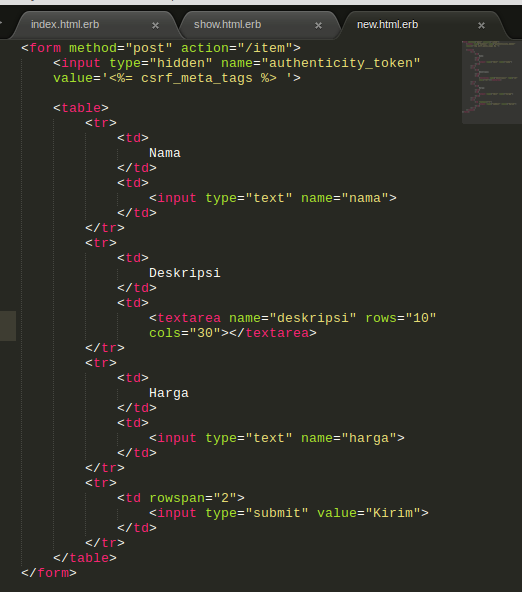 index.html.erb × show.html.erb × new.html.erb ×
<form method="post" action="/item">
<input type="hidden" name="authenticity_token"
value='<%= csrf_meta_tags %> '>
<table>
<tr>
<td>
Nama
</td>
<td>
<input type="text" name="nama">
</td>
</tr>
<tr>
<td>
Deskripsi
</td>
<td>
<textarea name="deskripsi" rows="10"
cols="30"></textarea>
</tr>
<tr>
<td>
Harga
</td>
<td>
<input type="text" name="harga">
</td>
</tr>
<tr>
<td rowspan="2">
<input type="submit" value="Kirim">
</td>
</tr>
</table>
</form>